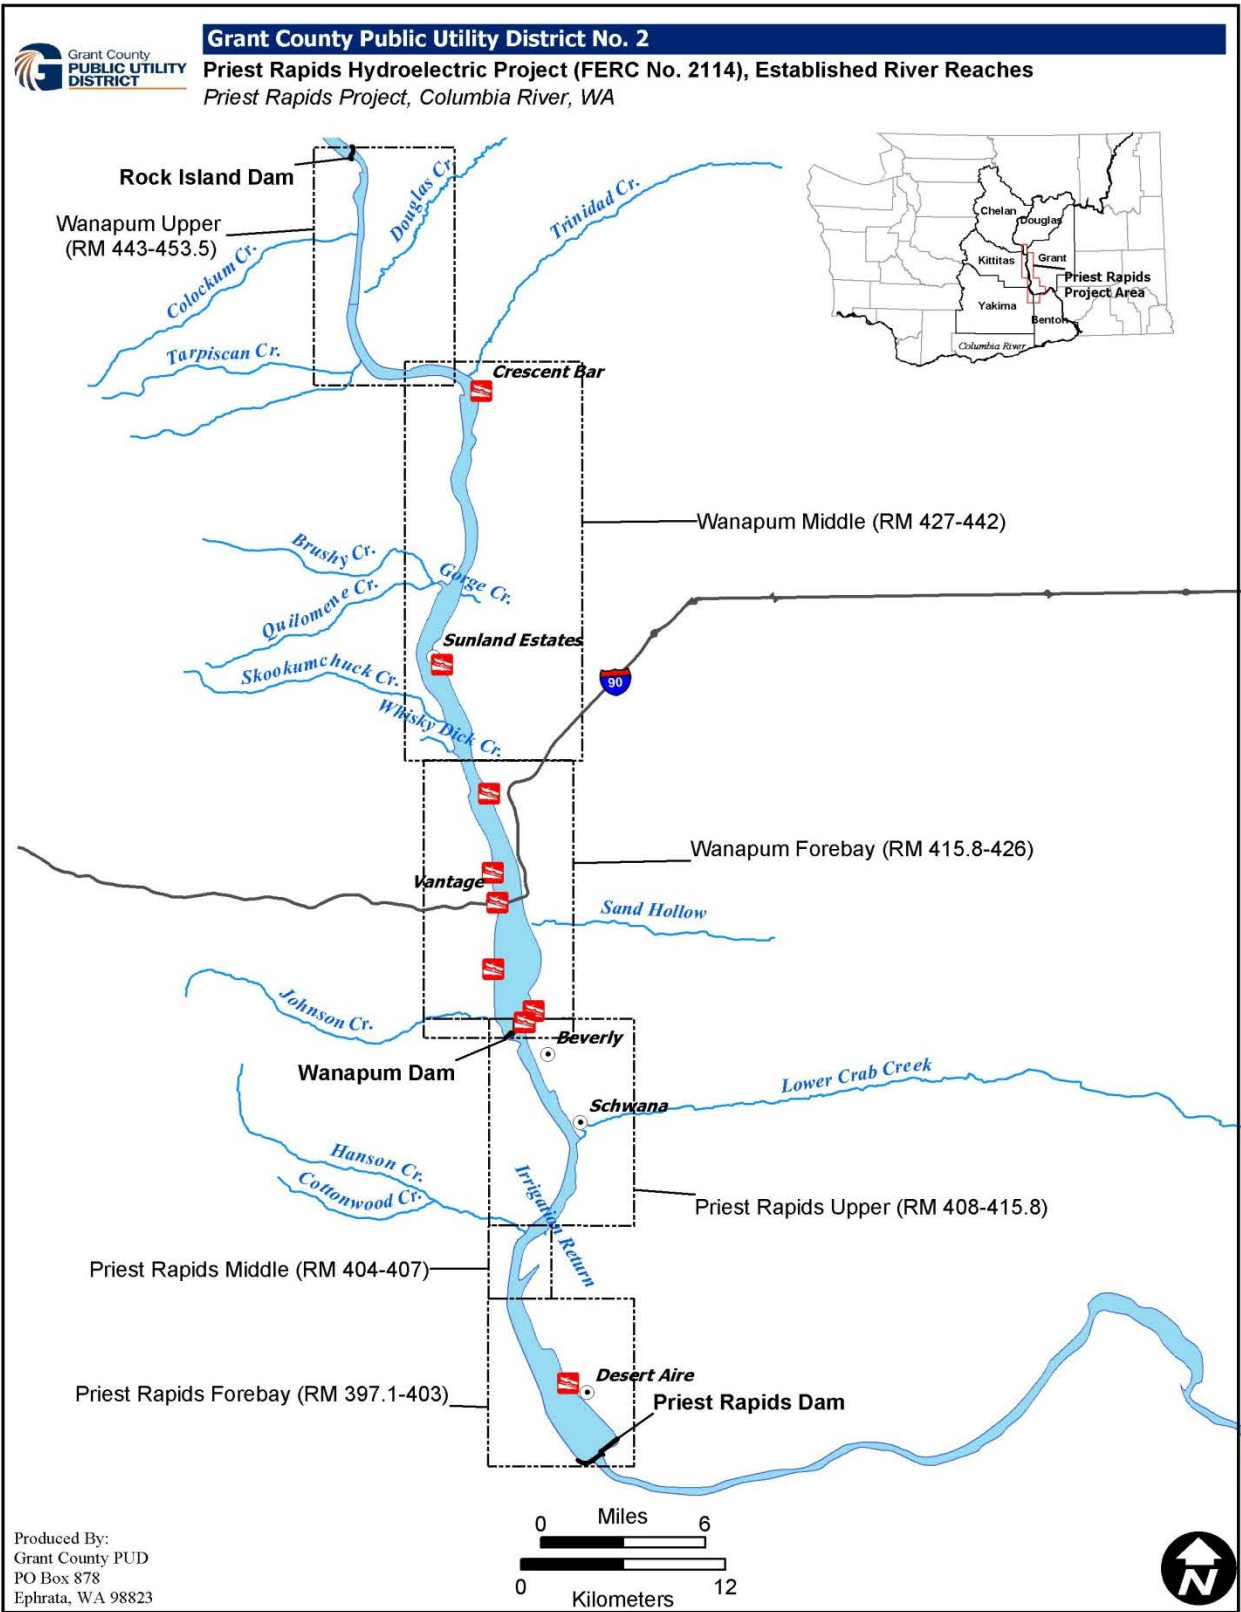 Grant County
PUBLIC UTILITY
DISTRICT
Grant County Public Utility District No. 2
Priest Rapids Hydroelectric Project (FERC No. 2114), Established River Reaches
Priest Rapids Project, Columbia River, WA
Rock Island Dam
Wanapum Upper
(RM 443-453.5)
Douglas Cr.
Trinidad Cr.
Colockum Cr.
Tarpiscan Cr.
Crescent Bar
Chelan
Douglas
Kittitas
Grant
Priest Rapids
Project Area
Yakima
Benton
Columbia River
Wanapum Middle (RM 427-442)
Brushy Cr.
Gorge Cr.
Quilomene Cr.
Sunland Estates
Skookumchuck Cr.
90
Whisky Dick Cr.
Wanapum Forebay (RM 415.8-426)
Vantage
Sand Hollow
Johnson Cr.
Beverly
Wanapum Dam
Lower Crab Creek
Schwana
Hanson Cr.
Cottonwood Cr.
Irrigation Return
Priest Rapids Upper (RM 408-415.8)
Priest Rapids Middle (RM 404-407)
Desert Aire
Priest Rapids Forebay (RM 397.1-403)
Priest Rapids Dam
Miles
0 6
0 12
Kilometers
Produced By:
Grant County PUD
PO Box 878
Ephrata, WA 98823
N